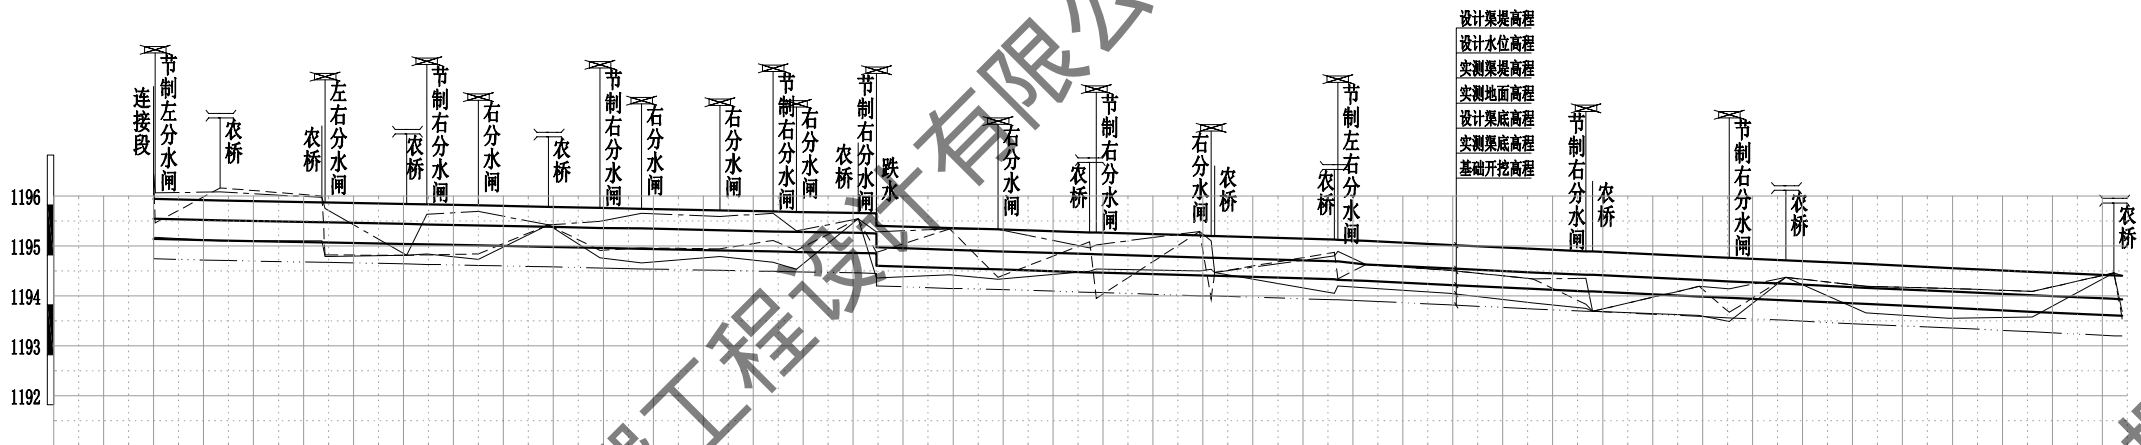 设计渠堤高程
设计水位高程
实测渠堤高程
实测地面高程
设计渠底高程
实测渠底高程
基础开挖高程
连接段
节制左分水闸
农桥
农桥
左右分水闸
农桥
节制右分水闸
右分水闸
农桥
节制右分水闸
右分水闸
右分水闸
节制右分水闸
右分水闸
农桥
节制右分水闸
跌水
右分水闸
农桥
节制右分水闸
右分水闸
农桥
农桥
节制左右分水闸
节制右分水闸
农桥
节制右分水闸
农桥
农桥
1196
1195
1194
1193
1192
工程设计有限公